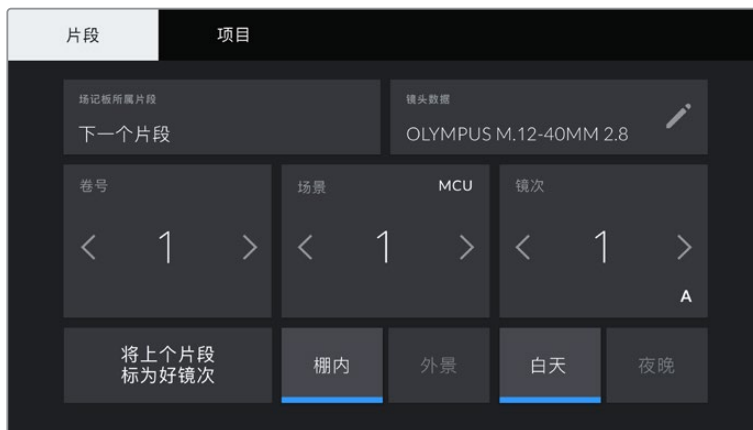 片段
项目
场记板所属片段
下一个片段
镜头数据
OLYMPUS M.12-40MM 2.8
卷号
1
场景
MCU
1
镜次
1
A
将上个片段
标为好镜次
棚内
外景
白天
夜晚